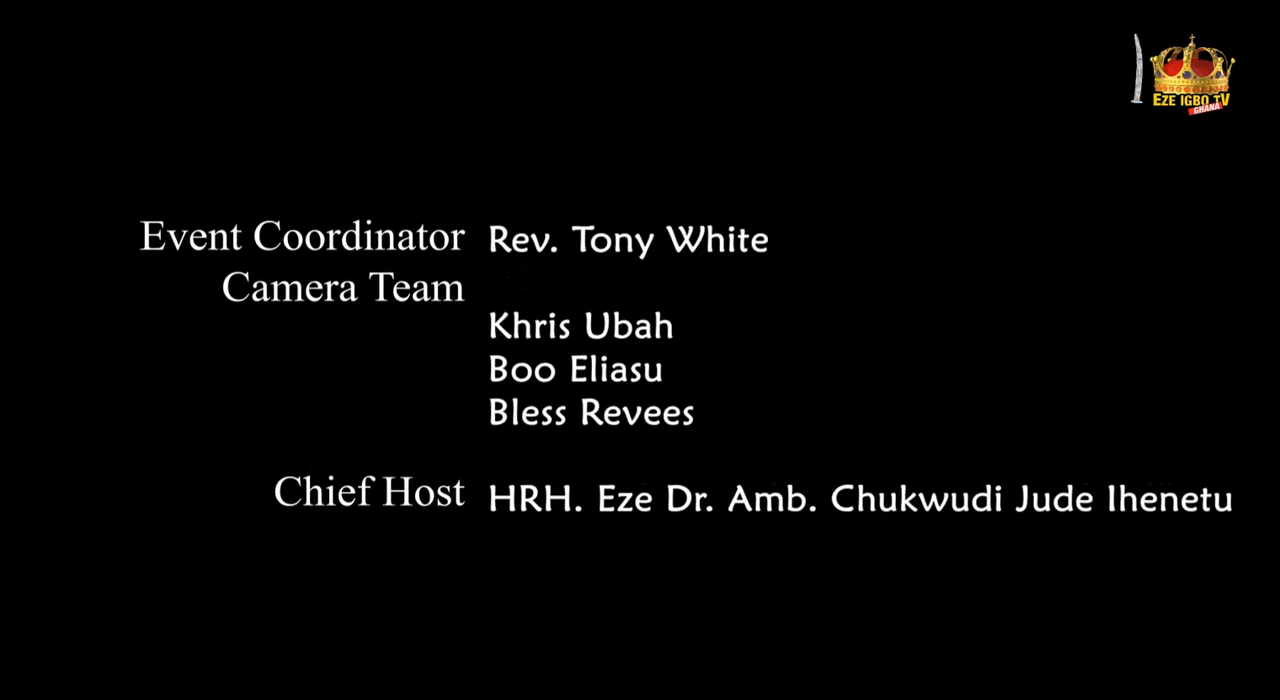 EZE IGBO TV
GHANA
Event Coordinator Rev. Tony White
Camera Team
Khris Ubah
Boo Eliasu
Bless Revees
Chief Host HRH. Eze Dr. Amb. Chukwudi Jude Ihenetu